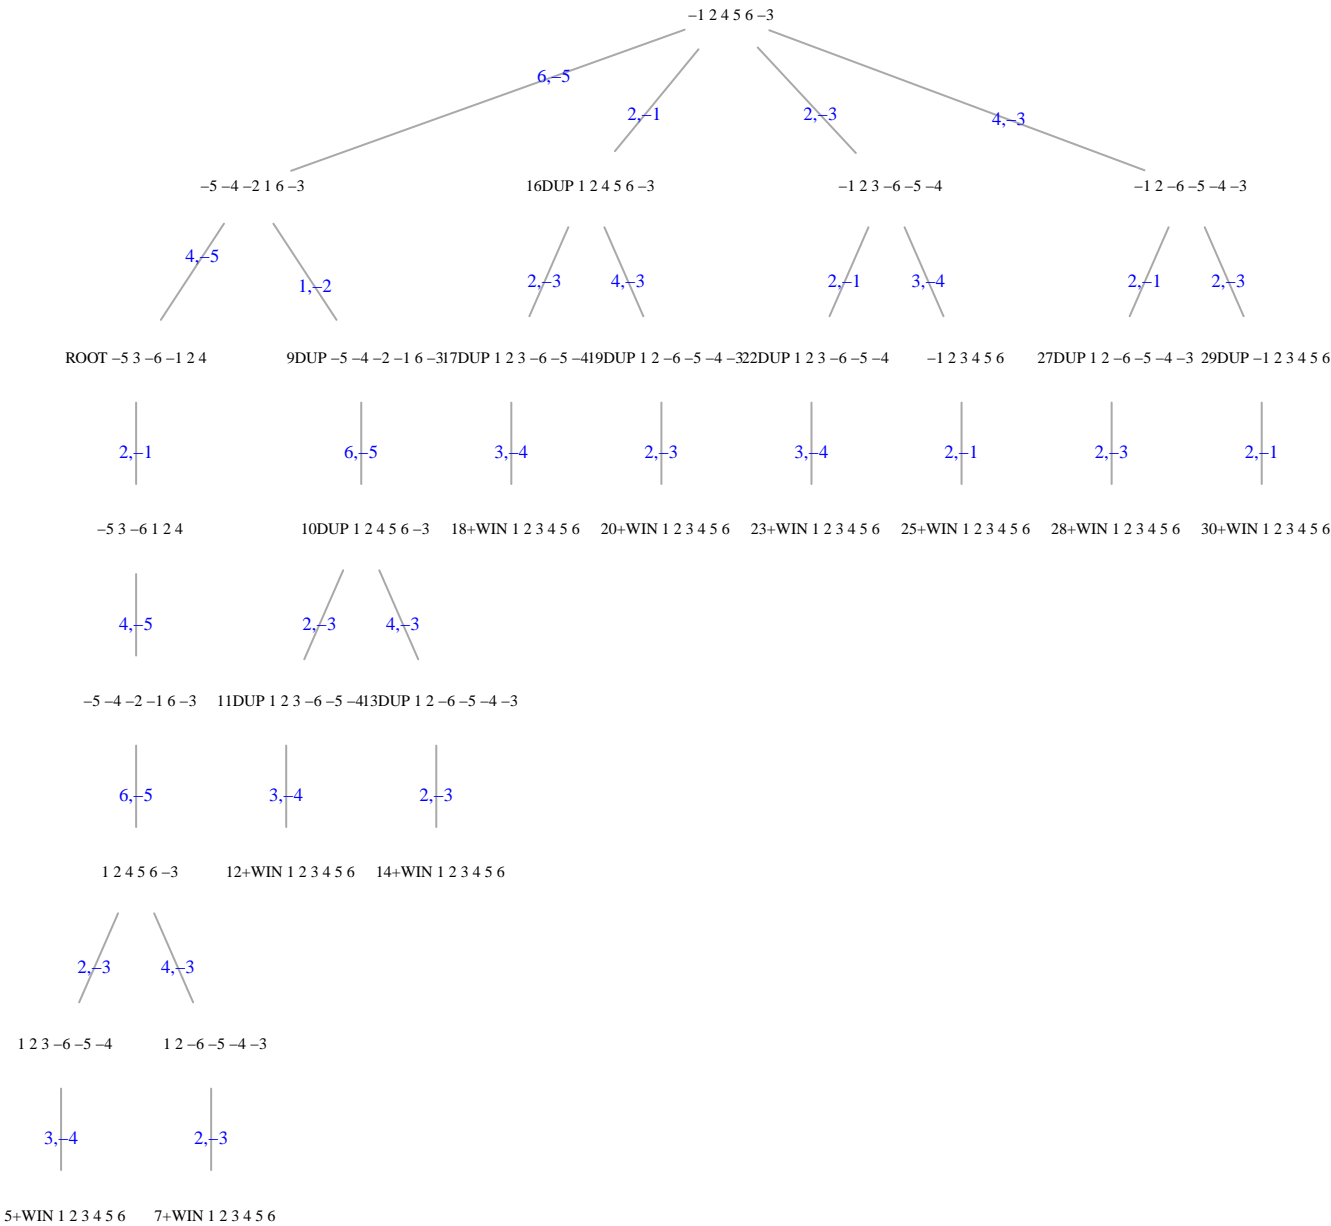 –1 2 4 5 6 –3
6,–5
2,–1
2,–3
4,–3
–5 –4 –2 1 6 –3
16DUP 1 2 4 5 6 –3
–1 2 3 –6 –5 –4
–1 2 –6 –5 –4 –3
4,–5
1,–2
2,–3
4,–3
2,–1
3,–4
2,–1
2,–3
ROOT –5 3 –6 –1 2 4
9DUP –5 –4 –2 –1 6 –3
17DUP 1 2 3 –6 –5 –4
19DUP 1 2 –6 –5 –4 –3
22DUP 1 2 3 –6 –5 –4
–1 2 3 4 5 6
27DUP 1 2 –6 –5 –4 –3
29DUP –1 2 3 4 5 6
2,–1
6,–5
3,–4
2,–3
3,–4
2,–1
2,–3
2,–1
–5 3 –6 1 2 4
10DUP 1 2 4 5 6 –3
18+WIN 1 2 3 4 5 6
20+WIN 1 2 3 4 5 6
23+WIN 1 2 3 4 5 6
25+WIN 1 2 3 4 5 6
28+WIN 1 2 3 4 5 6
30+WIN 1 2 3 4 5 6
4,–5
2,–3
4,–3
–5 –4 –2 –1 6 –3
11DUP 1 2 3 –6 –5 –4
13DUP 1 2 –6 –5 –4 –3
6,–5
3,–4
2,–3
1 2 4 5 6 –3
12+WIN 1 2 3 4 5 6
14+WIN 1 2 3 4 5 6
2,–3
4,–3
1 2 3 –6 –5 –4
1 2 –6 –5 –4 –3
3,–4
2,–3
5+WIN 1 2 3 4 5 6
7+WIN 1 2 3 4 5 6